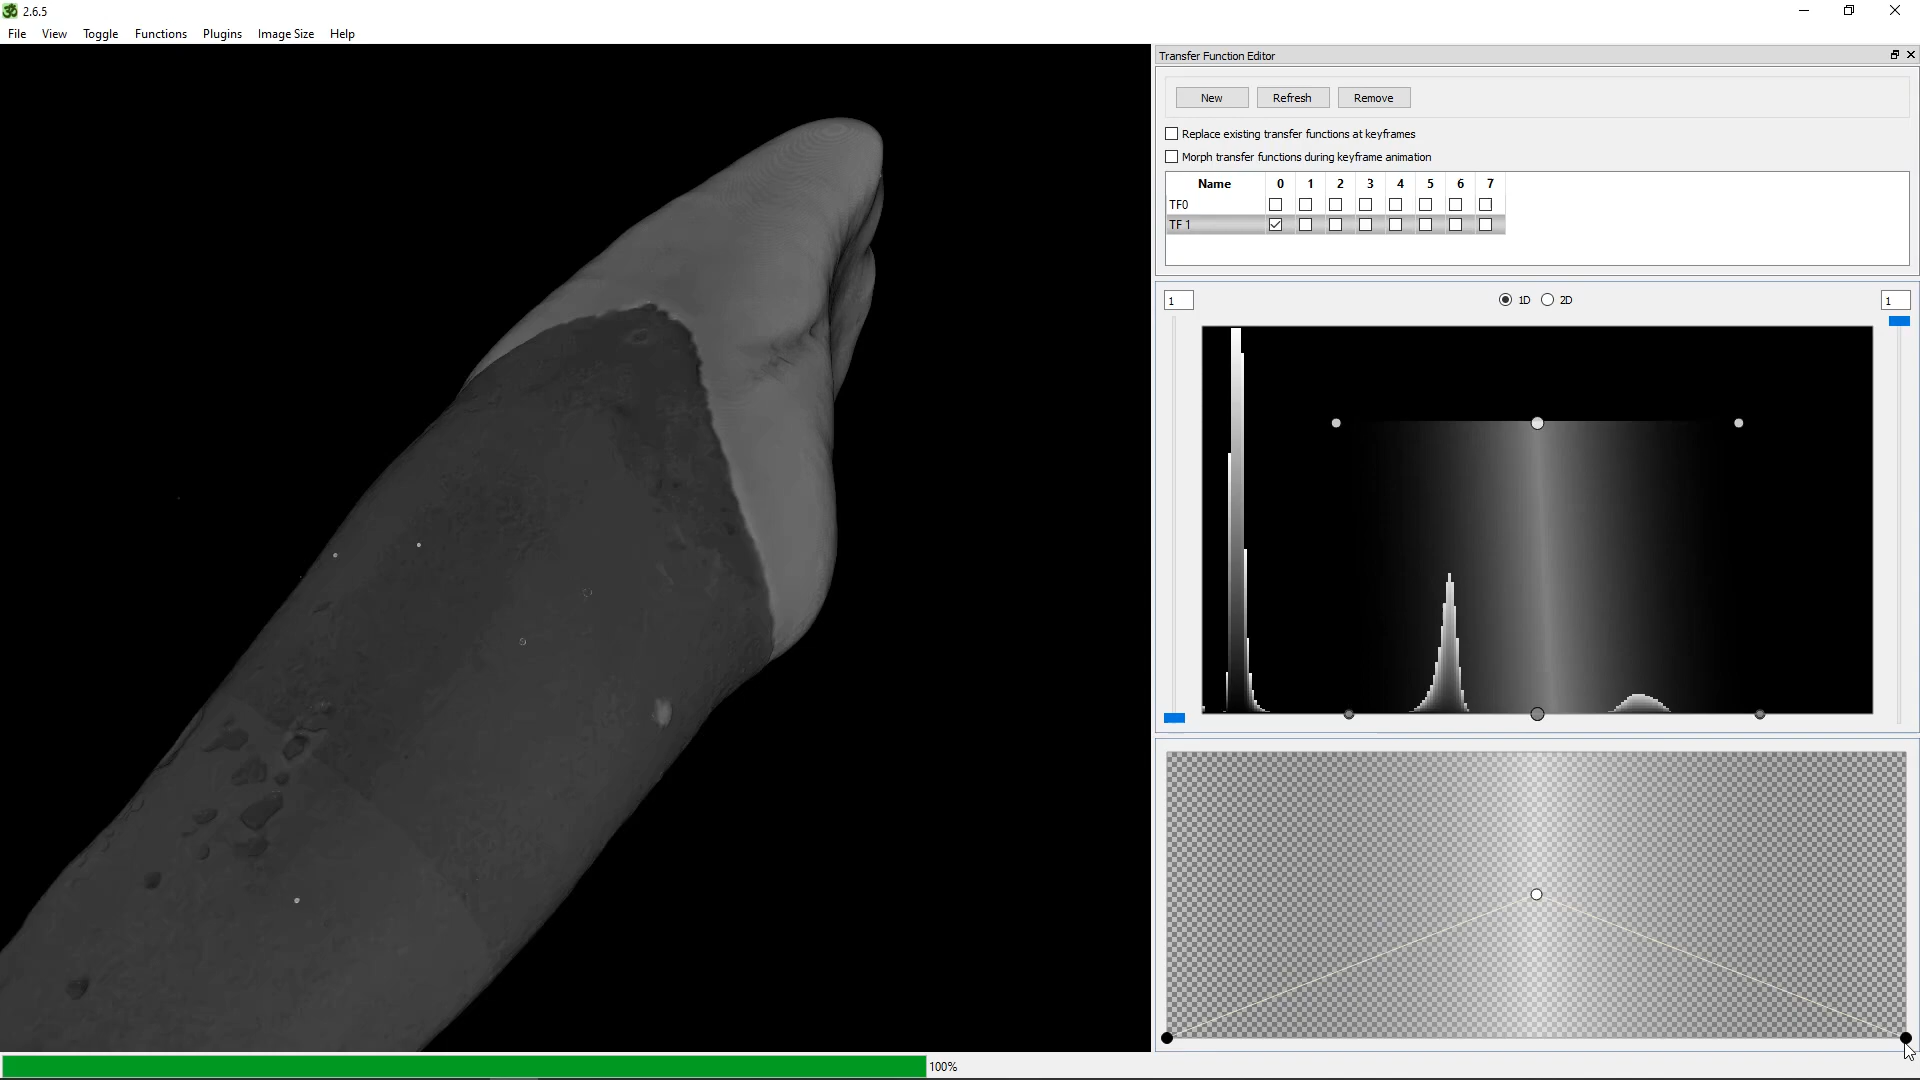 2.6.5
File View Toggle Functions Plugins Image Size Help
Transfer Function Editor
New Refresh Remove
Replace existing transfer functions at keyframes
Morph transfer functions during keyframe animation
Name 0 1 2 3 4 5 6 7
TF0
TF 1
1 1D 2D 1
100%